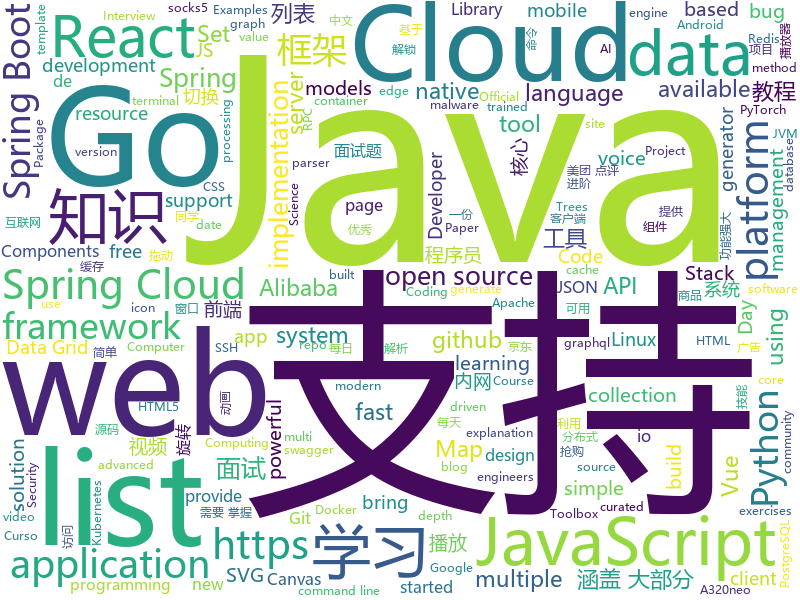 socks5 Interview Examples 中文
graph engine Android value 列表 mobile based bug
Library 基于 解锁 命令 Redis 项目 播放器
React Set JS Cloud data
development 框架 AI method
Spring Boot de Spring server models native available 教程
terminal container edge Official
resource 切换 language trained PyTorch
Package version CSS processing RPC malware site JVM
Go Java JavaScript
implementation 面试题 parser tool 核心 Project databases
知识 support Science voice generator platform
互联网 同学 date page 优秀 Developer 美团 点评 进阶 Trees 提供 management
Components free 一份 Paper 客户端 组件 功能强大
缓存 拖动 程序员 工具 Code A320neo
Spring Cloud built open source Stack
use icon Alibaba Coding generate cache JSON API 系统
framework 前端 窗口 Apache 商品 software
web 支持 app system repo 每日 解析 github 可用 Linux Day using
Data Grid 简单 SSH graphql HTML 广告
Computer modern 内网 learning 京东 core
list HTML5 动画 driven Course collection Vue Python
源码 视频 旋转 powerful fast 每天 explanation io 技能 community
solution Security 面试 Computing multi swagger design 利用 分布式 抢购 build PostgreSQL
application https 学习 simple source
video Kubernetes advanced blog engineers
Curso Docker provide Git bring depth started Toolbox curated template
new SVG Canvas 播放 multiple 涵盖 大部分 client
programming 访问 Google command line 需要 掌握 exercises